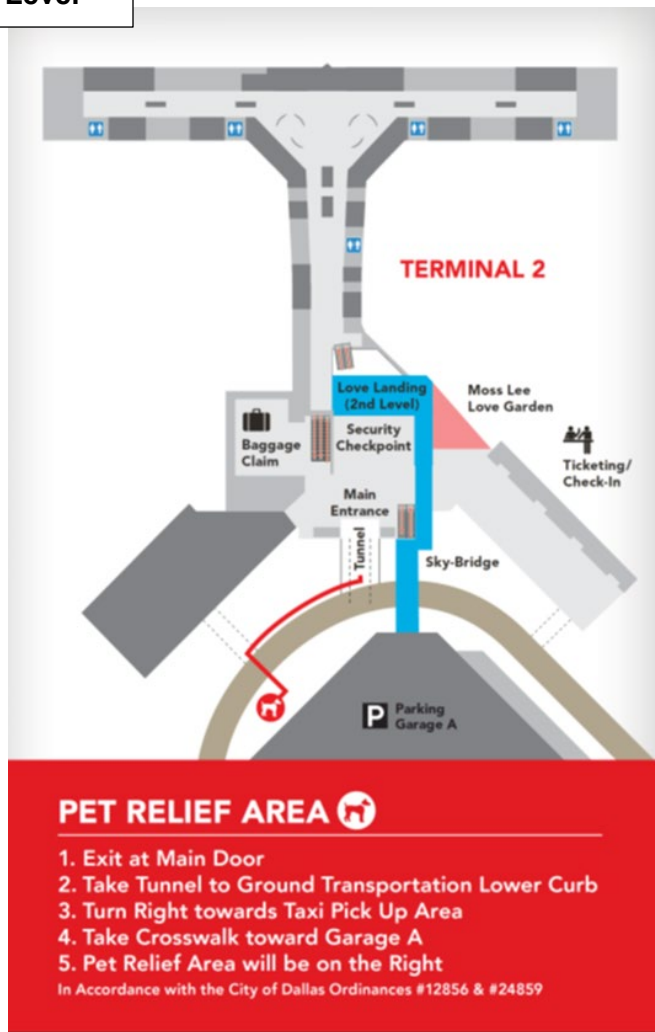 Level
TERMINAL 2
Love Landing
(2nd Level)
Moss Lee
Love Garden
Baggage
Claim
Security
Checkpoint
Ticketing/
Check-In
Main
Entrance
Tunnel
Sky-Bridge
P
Parking
Garage A
PET RELIEF AREA
1. Exit at Main Door
2. Take Tunnel to Ground Transportation Lower Curb
3. Turn Right towards Taxi Pick Up Area
4. Take Crosswalk toward Garage A
5. Pet Relief Area will be on the Right
In Accordance with the City of Dallas Ordinances #12856 & #24859